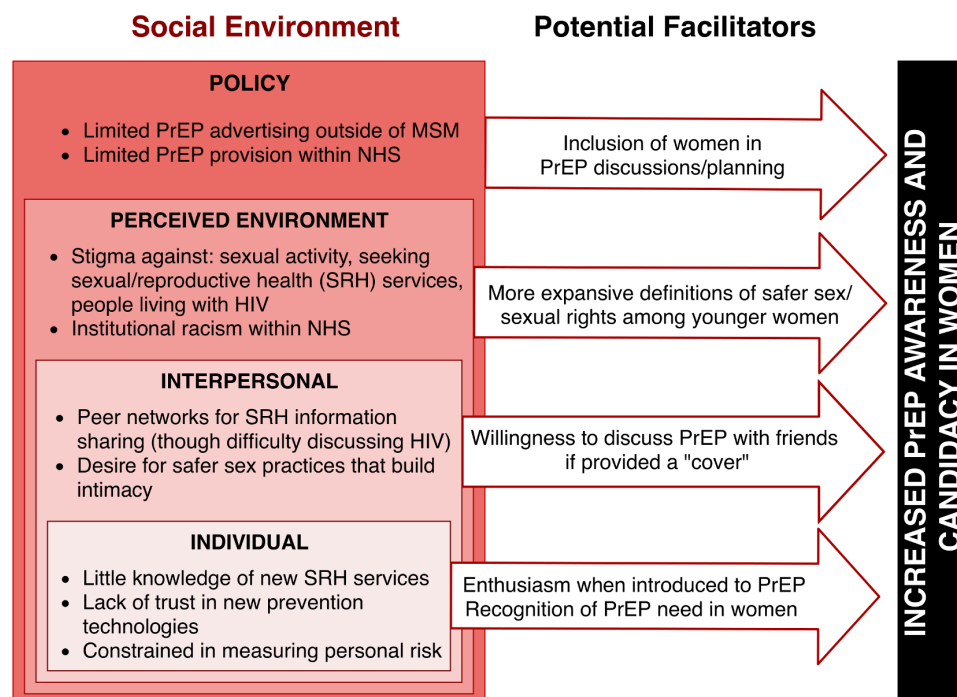 Social Environment
Potential Facilitators
POLICY
• Limited PrEP advertising outside of MSM
• Limited PrEP provision within NHS
Inclusion of women in
PrEP discussions/planning
PERCEIVED ENVIRONMENT
• Stigma against: sexual activity, seeking
sexual/reproductive health (SRH) services,
people living with HIV
• Institutional racism within NHS
More expansive definitions of safer sex/
sexual rights among younger women
INTERPERSONAL
• Peer networks for SRH information
sharing (though difficulty discussing HIV)
• Desire for safer sex practices that build
intimacy
Willingness to discuss PrEP with friends
if provided a "cover"
INDIVIDUAL
• Little knowledge of new SRH services
• Lack of trust in new prevention
technologies
• Constrained in measuring personal risk
Enthusiasm when introduced to PrEP
Recognition of PrEP need in women
INCREASED PrEP AWARENESS AND
CANDIDACY IN WOMEN